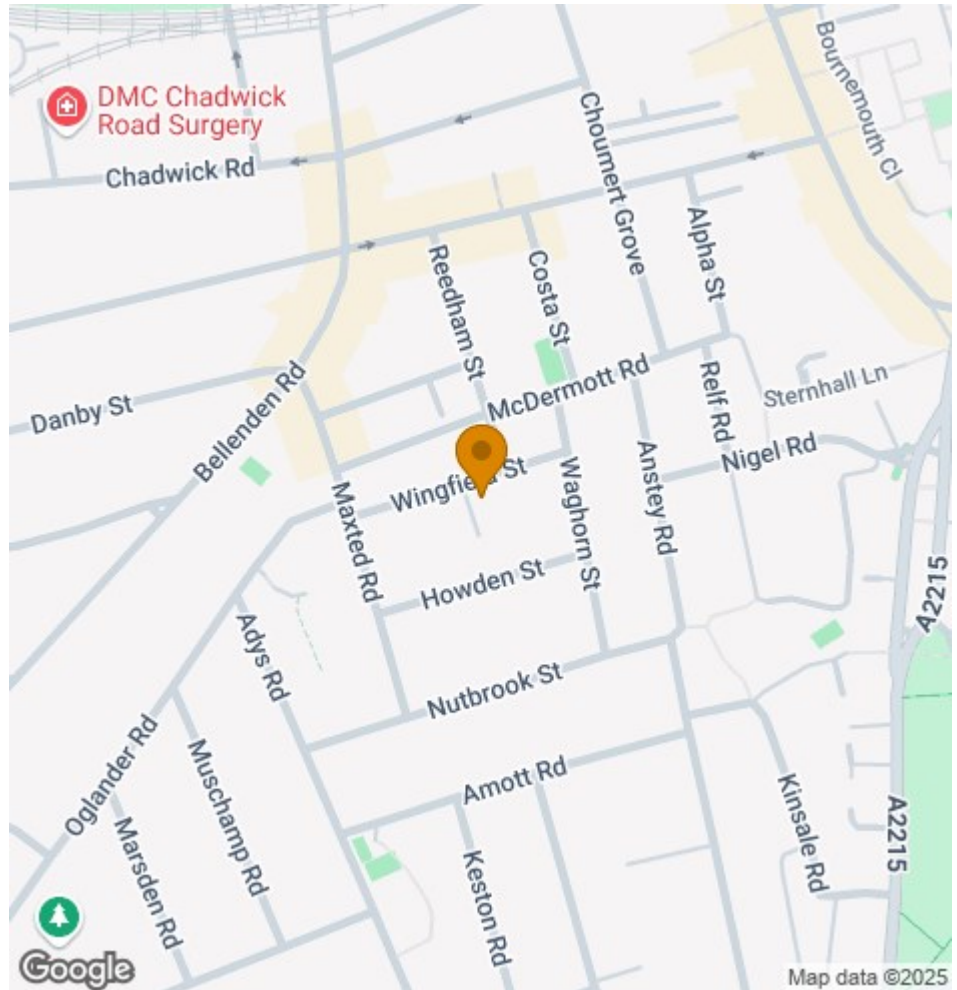 Bournemouth Cl
DMC Chadwick
Road Surgery
Chadwick Rd
Choumert Grove
Alpha St
Reedham St
Costa St
McDermott Rd
Relf Rd
Sternhall Ln
Danby St
Bellenden Rd
Nigel Rd
Wingfield St
Maxted Rd
Waghorn St
Anstey Rd
Howden St
A2215
Adys Rd
Nutbrook St
Oglander Rd
Muschamp Rd
Amott Rd
Kinsale Rd
A2215
Marsden Rd
Keston Rd
Google
Map data ©2025